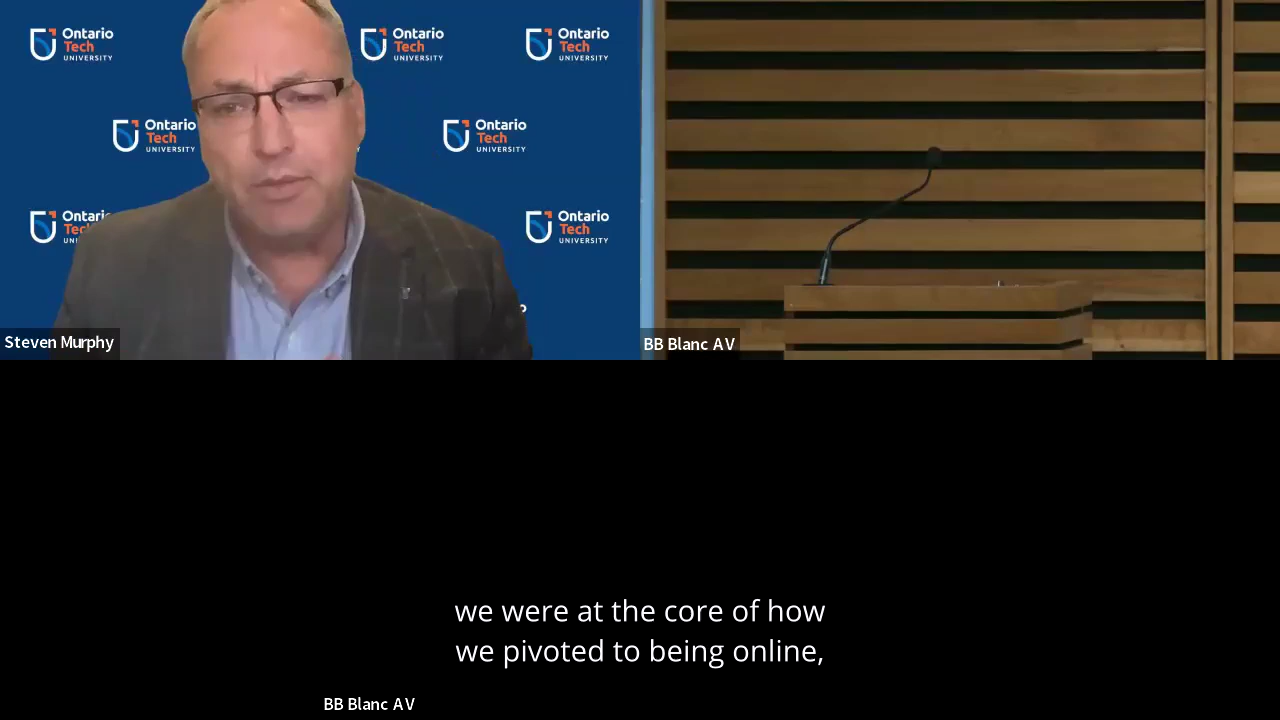 Ontario
Tech
UNIVERSITY
Ontario
Tech
UNIVERSITY
Ontario
Tech
UNIVERSITY
Ontario
Tech
UNIVERSITY
Ontario
Tech
UNIVERSITY
Ontario
Ontario
Tech
UNIVERSITY
Steven Murphy
BB Blanc AV
we were at the core of how
we pivoted to being online,
BB Blanc AV